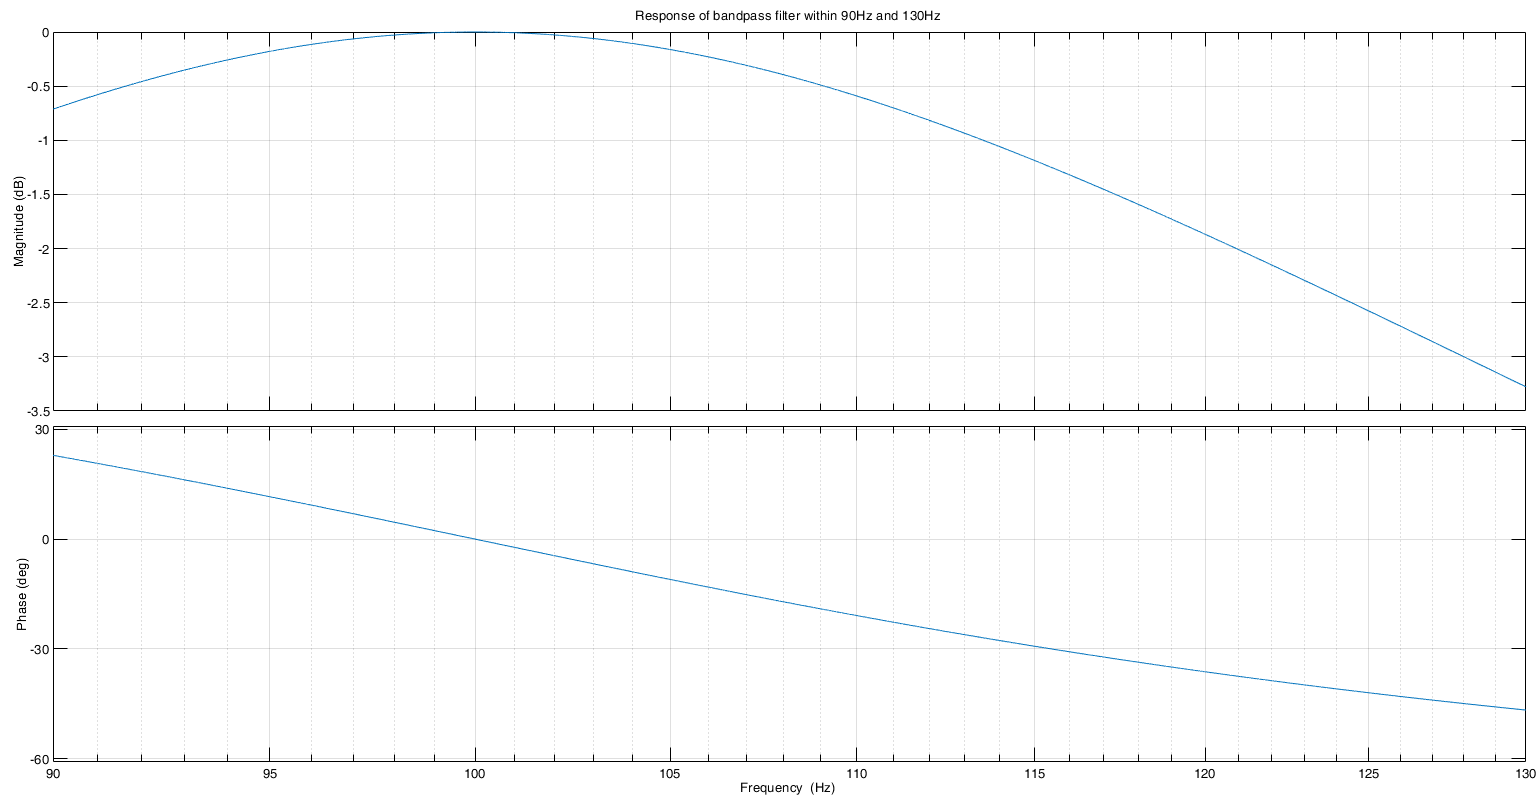 Response of bandpass filter within 90Hz and 130Hz
Magnitude (dB)
0
-0.5
-1
-1.5
-2
-2.5
-3
-3.5
Phase (deg)
30
0
-30
-60
90 95 100 105 110 115 120 125 130
Frequency (Hz)